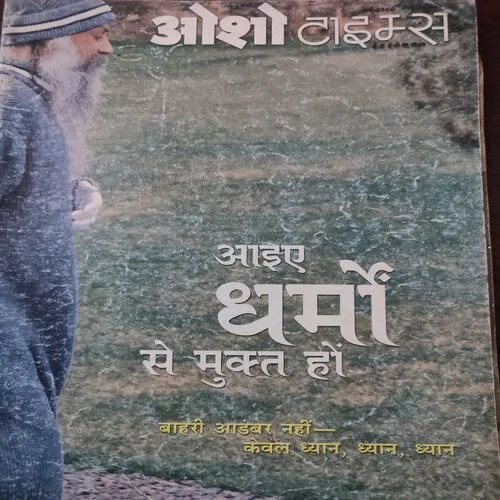 ओशो टाइम्स
आइए
धर्मों
से मुक्त हों
बाहरी आडंबर नहीं—
केवल ध्यान, ध्यान, ध्यान